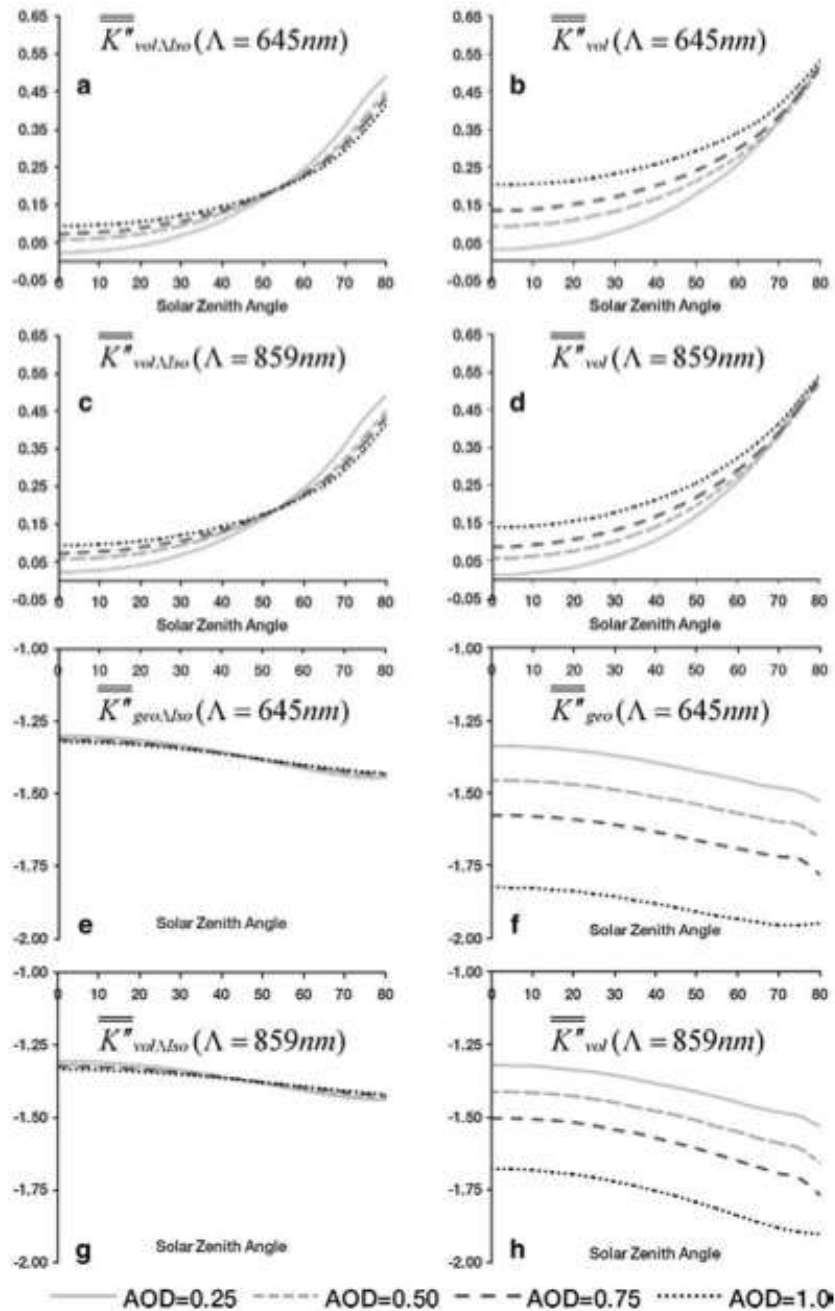 0.65
0.55
0.45
0.35
0.25
0.15
0.05
-0.05
K″vol∆Iso(Λ = 645nm)
a
0 10 20 30 40 50 60 70 80
Solar Zenith Angle
0.65
0.55
0.45
0.35
0.25
0.15
0.05
-0.05
K″vol(Λ = 645nm)
b
0 10 20 30 40 50 60 70 80
Solar Zenith Angle
0.65
0.55
0.45
0.35
0.25
0.15
0.05
-0.05
K″vol∆Iso(Λ = 859nm)
c
0 10 20 30 40 50 60 70 80
Solar Zenith Angle
0.65
0.55
0.45
0.35
0.25
0.15
0.05
-0.05
K″vol(Λ = 859nm)
d
0 10 20 30 40 50 60 70 80
Solar Zenith Angle
-1.00
-1.25
-1.50
-1.75
-2.00
0 10 20 30 40 50 60 70 80
K″geo∆Iso(Λ = 645nm)
e
Solar Zenith Angle
-1.00
-1.25
-1.50
-1.75
-2.00
0 10 20 30 40 50 60 70 80
K″geo(Λ = 645nm)
f
Solar Zenith Angle
-1.00
-1.25
-1.50
-1.75
-2.00
0 10 20 30 40 50 60 70 80
K″vol∆Iso(Λ = 859nm)
g
Solar Zenith Angle
-1.00
-1.25
-1.50
-1.75
-2.00
0 10 20 30 40 50 60 70 80
K″vol(Λ = 859nm)
h
Solar Zenith Angle
AOD=0.25 AOD=0.50 AOD=0.75 AOD=1.0